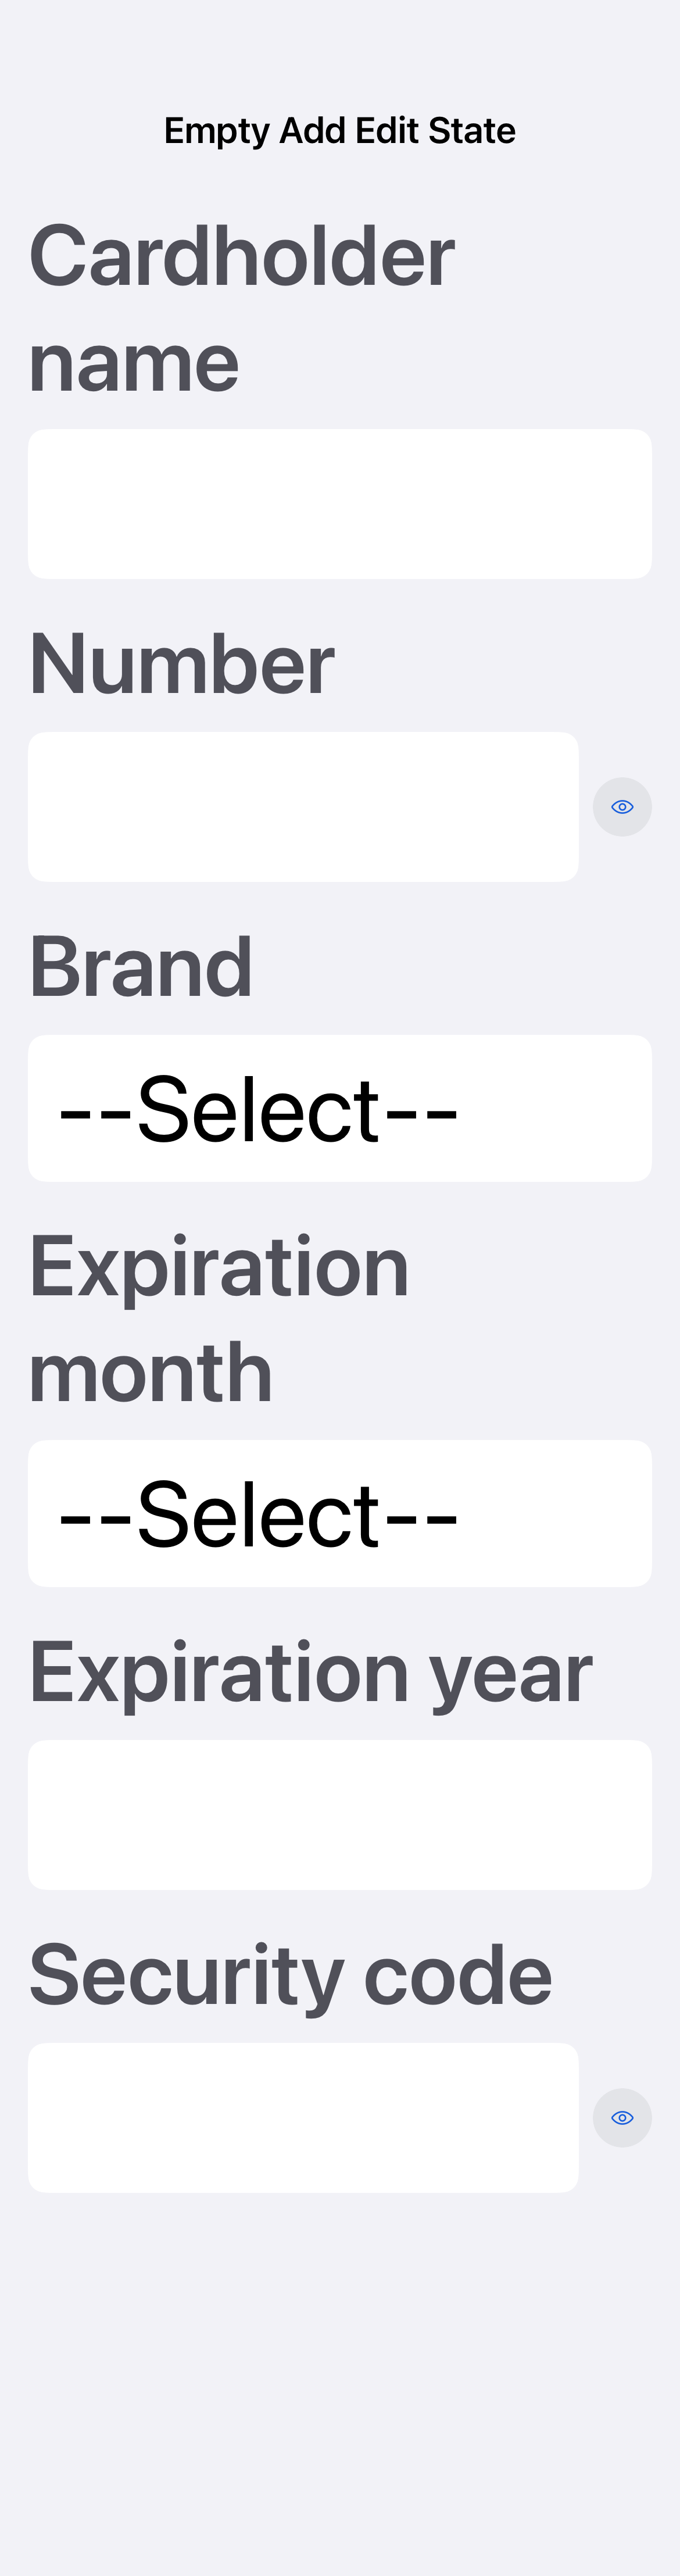 Empty Add Edit State
Cardholder
name
Number
Brand
--Select--
Expiration
month
--Select--
Expiration year
Security code